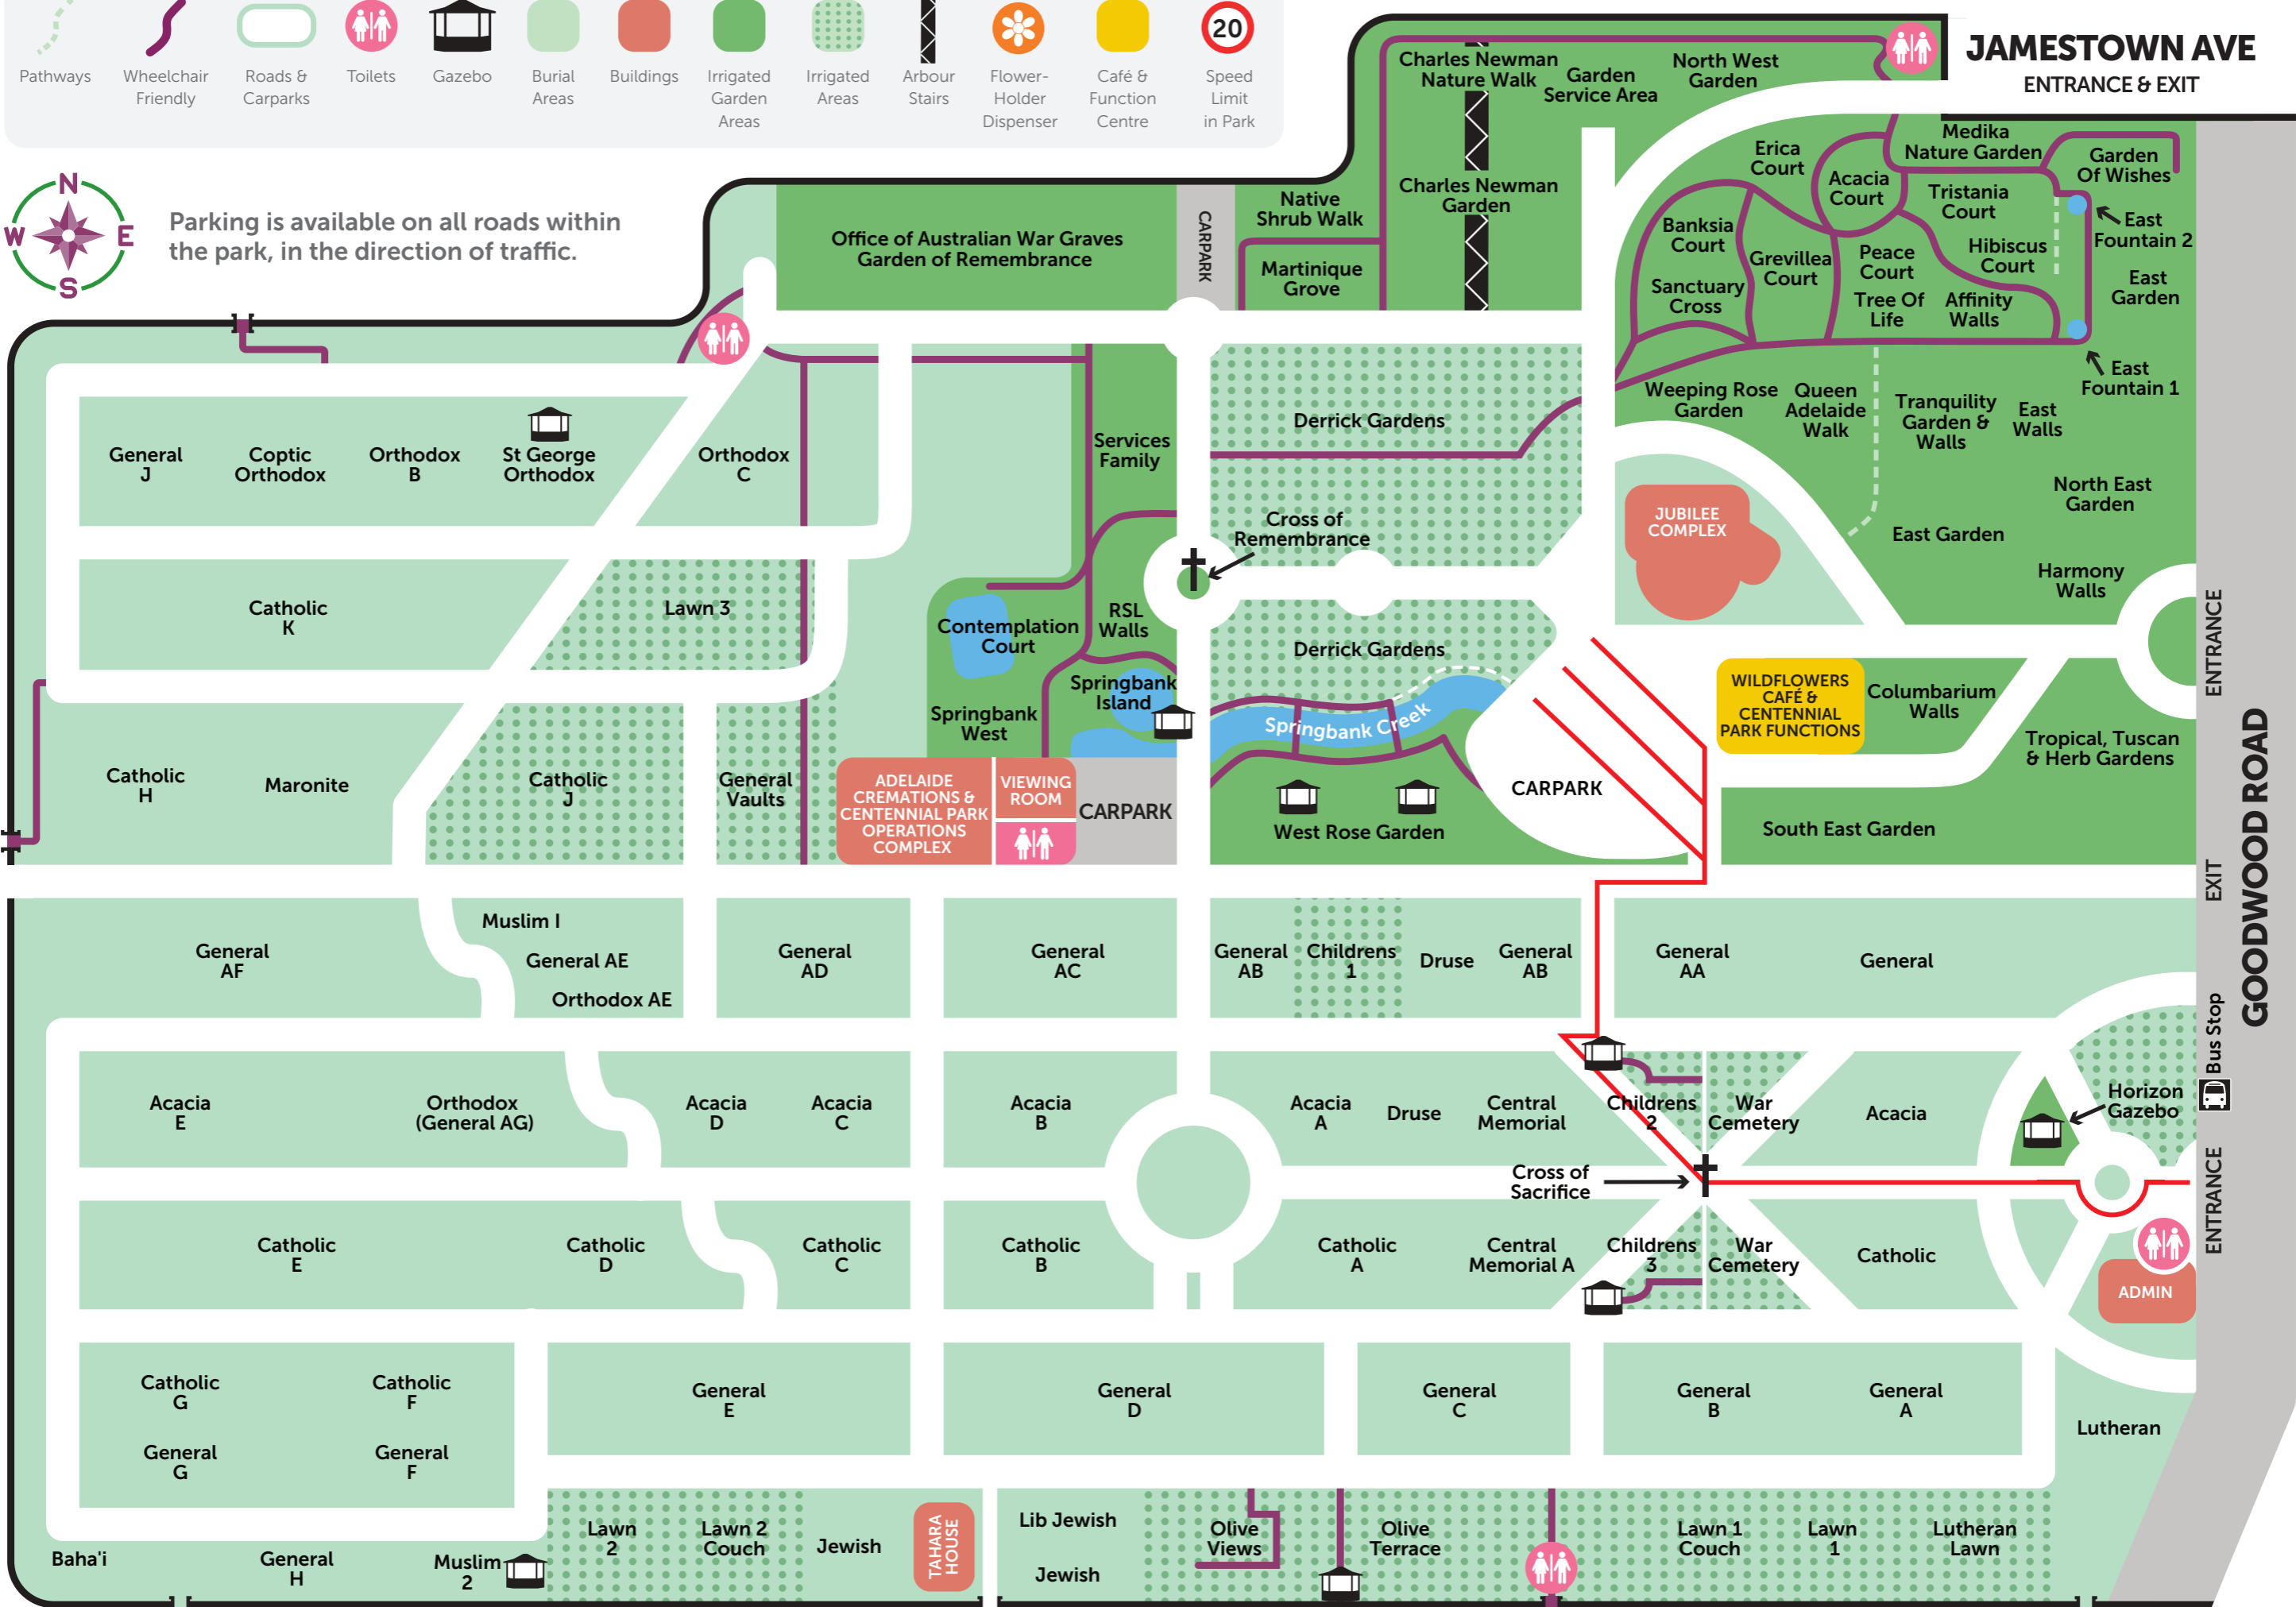 Pathways
Wheelchair
Friendly
Roads &
Carparks
Toilets
Gazebo
Burial
Areas
Buildings
Irrigated
Garden
Areas
Irrigated
Areas
Arbour
Stairs
Flower-
Holder
Dispenser
Café &
Function
Centre
20
Speed
Limit
in Park
JAMESTOWN AVE
ENTRANCE & EXIT
N
W
E
S
Parking is available on all roads within
the park, in the direction of traffic.
Charles Newman
Nature Walk
Garden
Service Area
North West
Garden
Charles Newman
Garden
Native
Shrub Walk
Martinique
Grove
CARPARK
Office of Australian War Graves
Garden of Remembrance
Erica
Court
Medika
Nature Garden
Garden
Of Wishes
Acacia
Court
Tristania
Court
East
Fountain 2
Banksia
Court
Grevillea
Court
Peace
Court
Hibiscus
Court
East
Garden
Sanctuary
Cross
Tree Of
Life
Affinity
Walls
East
Fountain 1
Weeping Rose
Garden
Queen
Adelaide
Walk
Tranquility
Garden &
Walls
East
Walls
North East
Garden
East Garden
Harmony
Walls
JUBILEE
COMPLEX
General
J
Coptic
Orthodox
Orthodox
B
St George
Orthodox
Orthodox
C
Services
Family
Derrick Gardens
Cross of
Remembrance
Catholic
K
Lawn 3
Contemplation
Court
RSL
Walls
Derrick Gardens
Springbank
Island
Springbank
West
Springbank Creek
WILDFLOWERS
CAFÉ &
CENTENNIAL
PARK FUNCTIONS
Columbarium
Walls
Tropical, Tuscan
& Herb Gardens
ENTRANCE
GOODWOOD ROAD
Catholic
H
Maronite
Catholic
J
General
Vaults
ADELAIDE
CREMATIONS &
CENTENNIAL PARK
OPERATIONS
COMPLEX
VIEWING
ROOM
CARPARK
West Rose Garden
CARPARK
South East Garden
EXIT
General
AF
Muslim I
General AE
Orthodox AE
General
AD
General
AC
General
AB
Childrens
1
Druse
General
AB
General
AA
General
Bus Stop
Acacia
E
Orthodox
(General AG)
Acacia
D
Acacia
C
Acacia
B
Acacia
A
Druse
Central
Memorial
Childrens
2
War
Cemetery
Acacia
Horizon
Gazebo
Cross of
Sacrifice
ENTRANCE
Catholic
E
Catholic
D
Catholic
C
Catholic
B
Catholic
A
Central
Memorial A
Childrens
3
War
Cemetery
Catholic
ADMIN
Catholic
G
Catholic
F
General
E
General
D
General
C
General
B
General
A
Lutheran
General
G
General
F
Baha'i
General
H
Muslim
2
Lawn
2
Lawn 2
Couch
Jewish
TAHARA
HOUSE
Lib Jewish
Jewish
Olive
Views
Olive
Terrace
Lawn 1
Couch
Lawn
1
Lutheran
Lawn